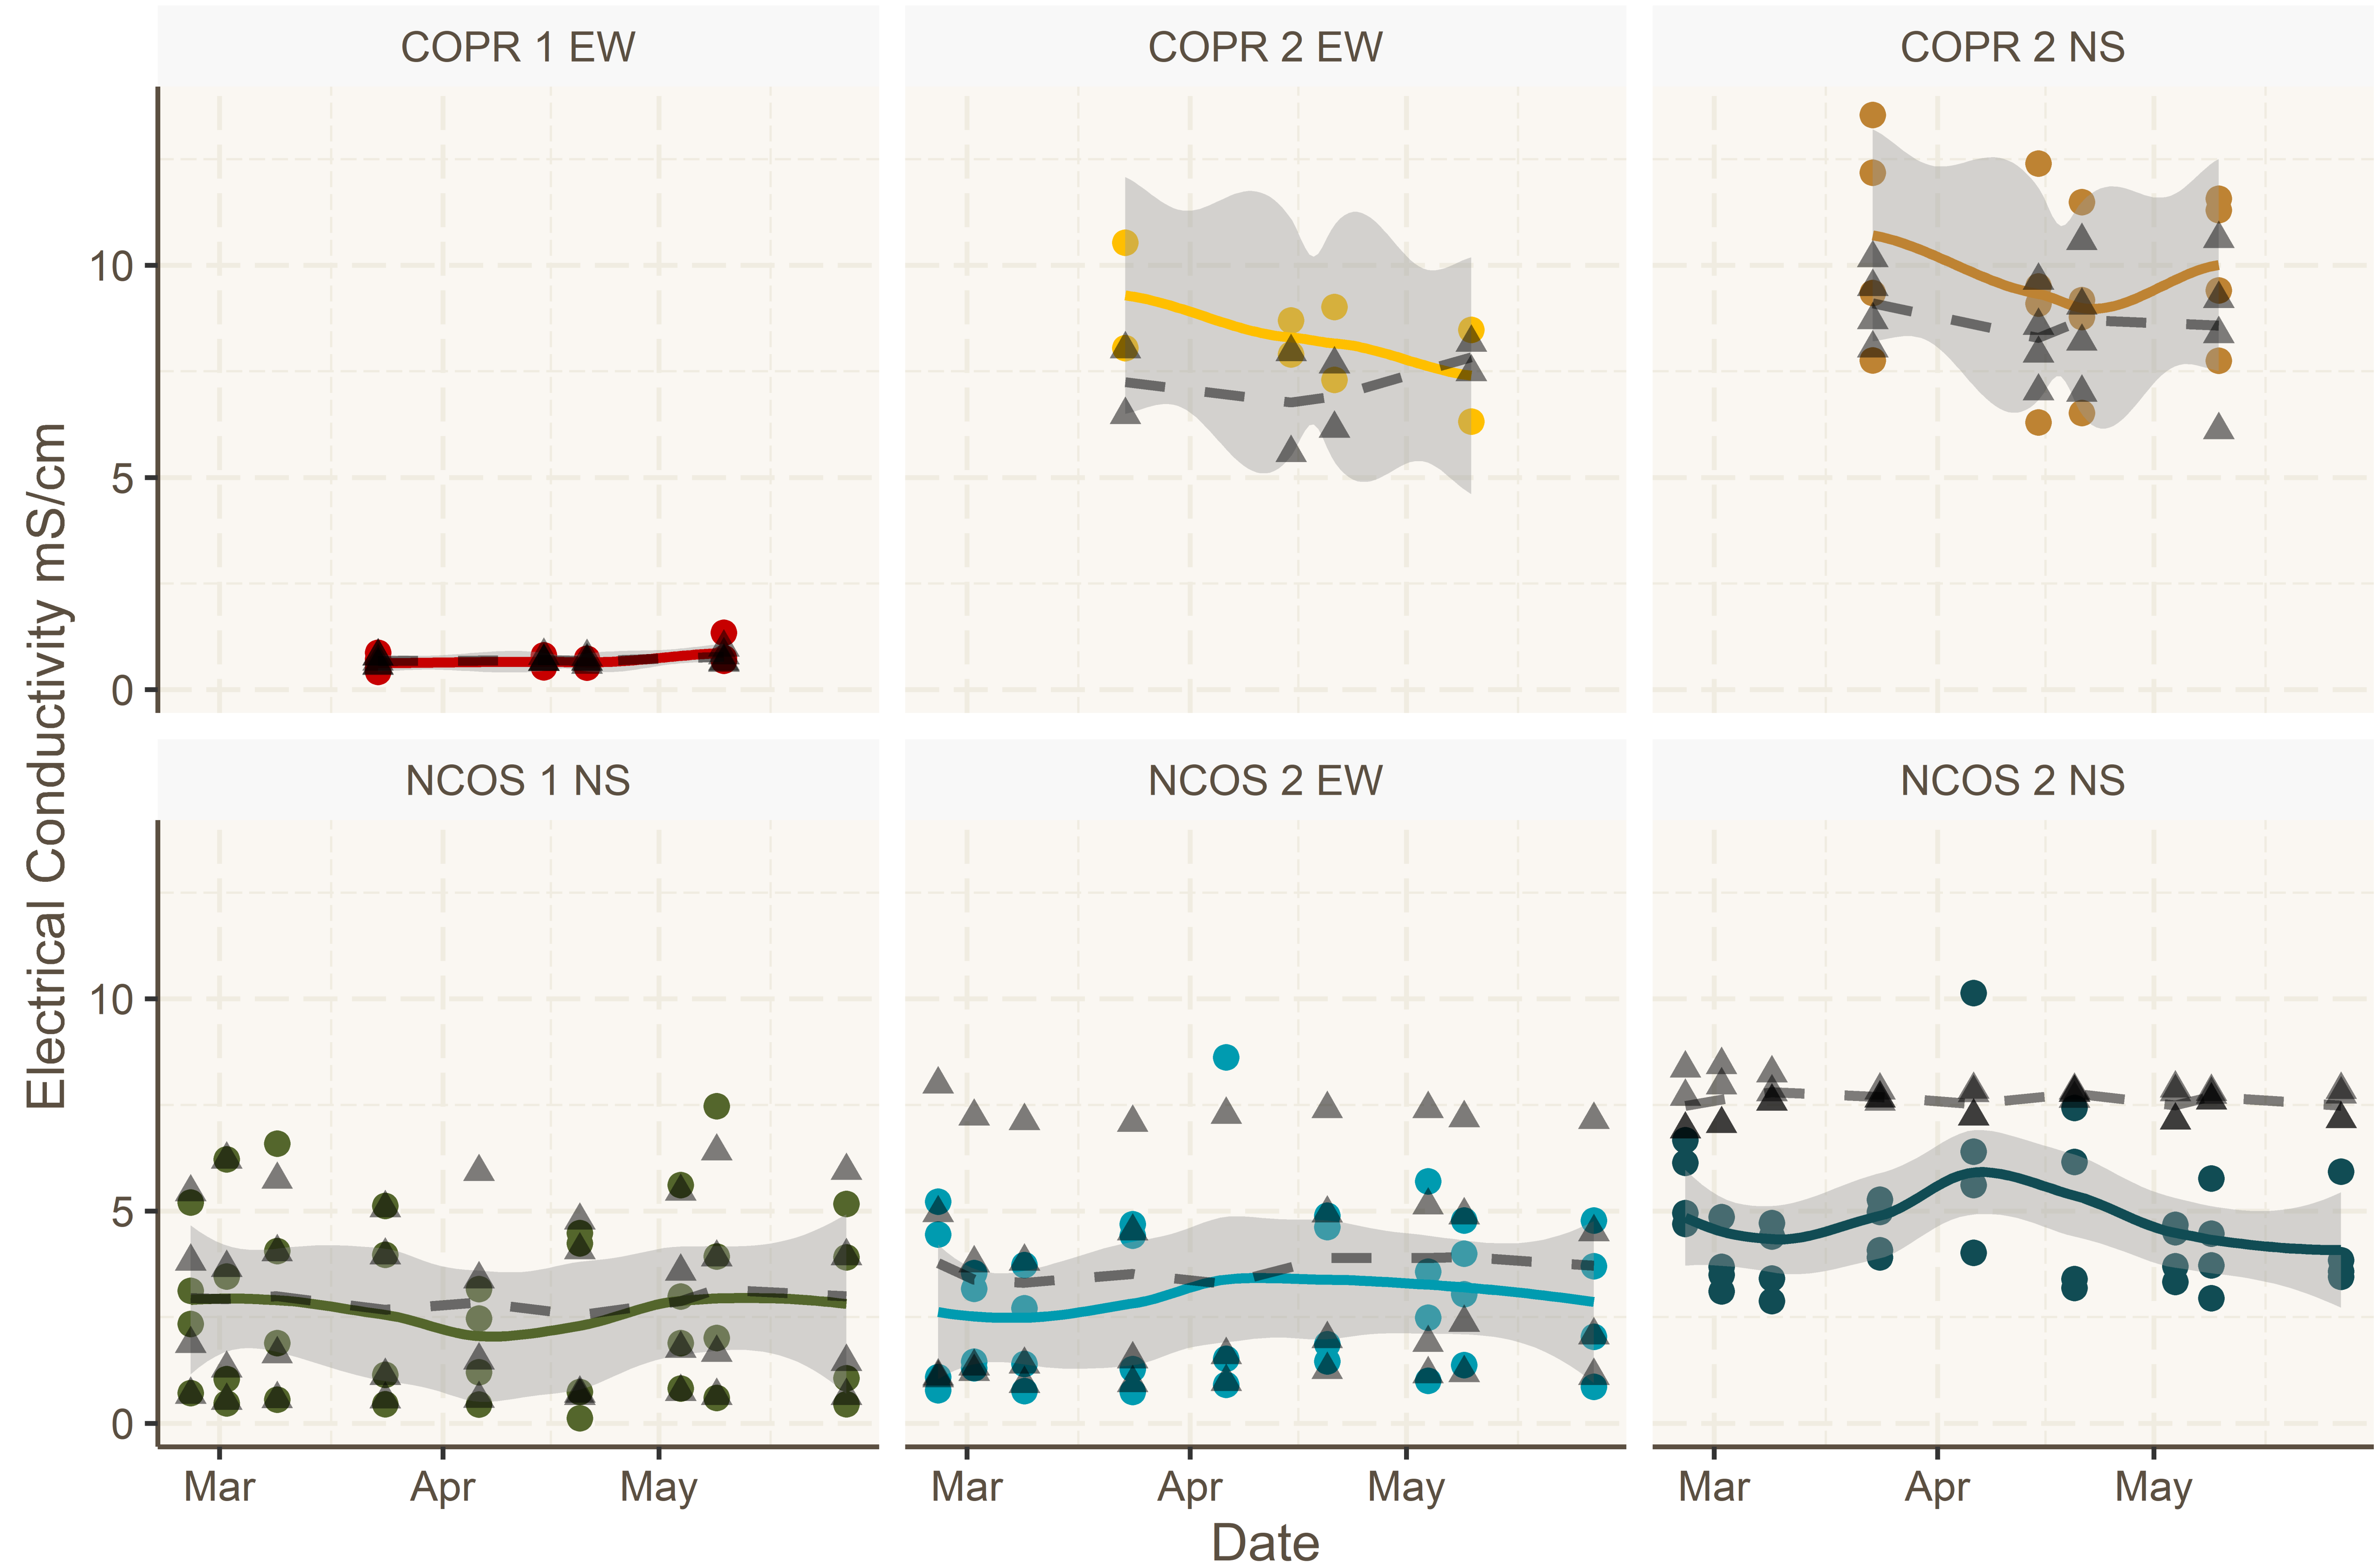 COPR 1 EW
COPR 2 EW
COPR 2 NS
10
5
0
NCOS 1 NS
NCOS 2 EW
NCOS 2 NS
10
5
0
Mar
Apr
May
Mar
Apr
May
Mar
Apr
May
Date
Electrical Conductivity mS/cm